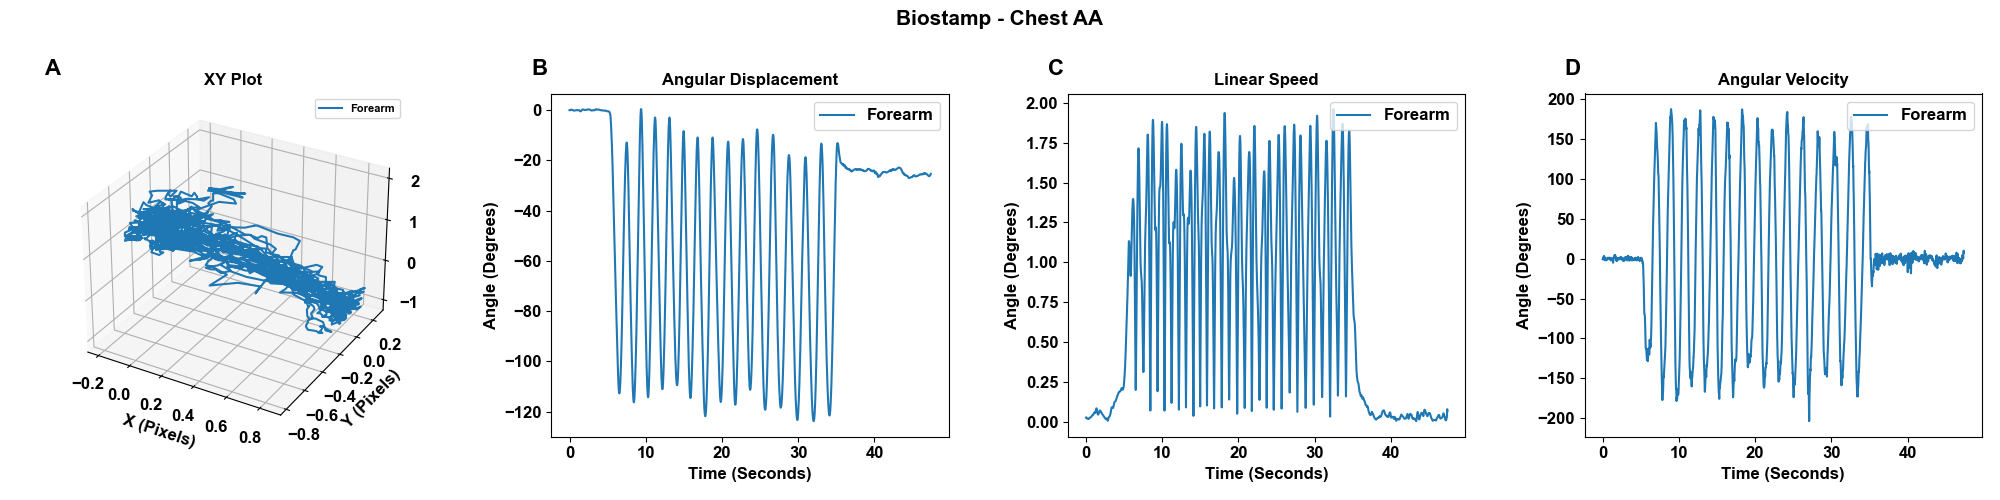 Biostamp - Chest AA
A
XY Plot
Forearm
2
1
0
−1
0.2
0.0
−0.2
−0.4
−0.6
−0.8
Y (Pixels)
−0.2
0.0
0.2
0.4
0.6
0.8
X (Pixels)
B
Angular Displacement
Forearm
0
−20
−40
−60
−80
−100
−120
Angle (Degrees)
0 10 20 30 40
Time (Seconds)
C
Linear Speed
Forearm
2.00
1.75
1.50
1.25
1.00
0.75
0.50
0.25
0.00
Angle (Degrees)
0 10 20 30 40
Time (Seconds)
D
Angular Velocity
Forearm
200
150
100
50
0
−50
−100
−150
−200
Angle (Degrees)
0 10 20 30 40
Time (Seconds)